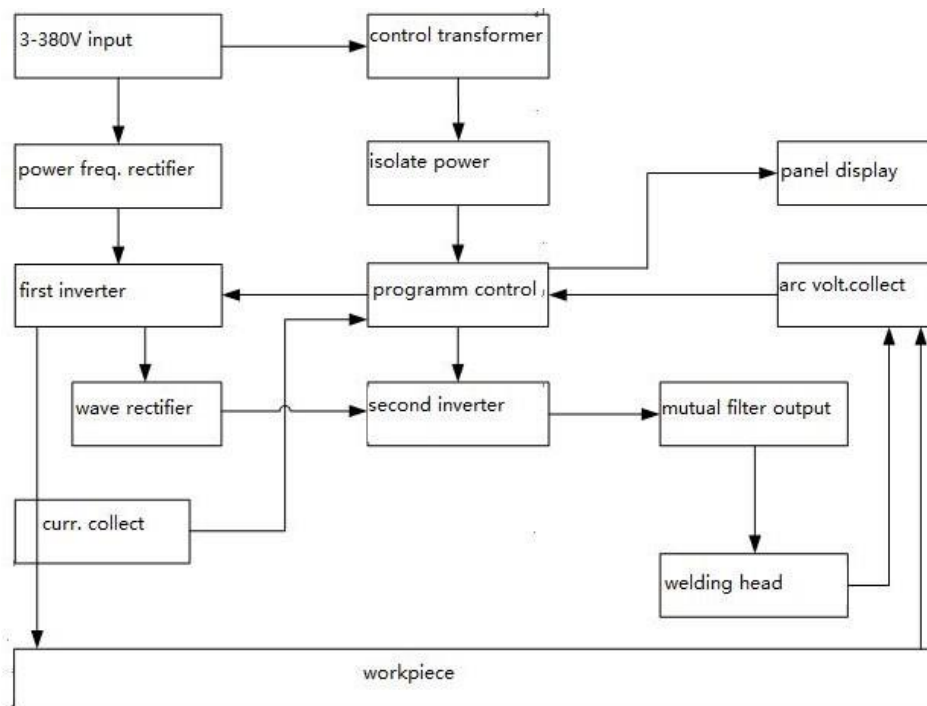 3-380V input
control transformer
power freq. rectifier
isolate power
panel display
first inverter
programm control
arc volt.collect
wave rectifier
second inverter
mutual filter output
curr. collect
welding head
workpiece